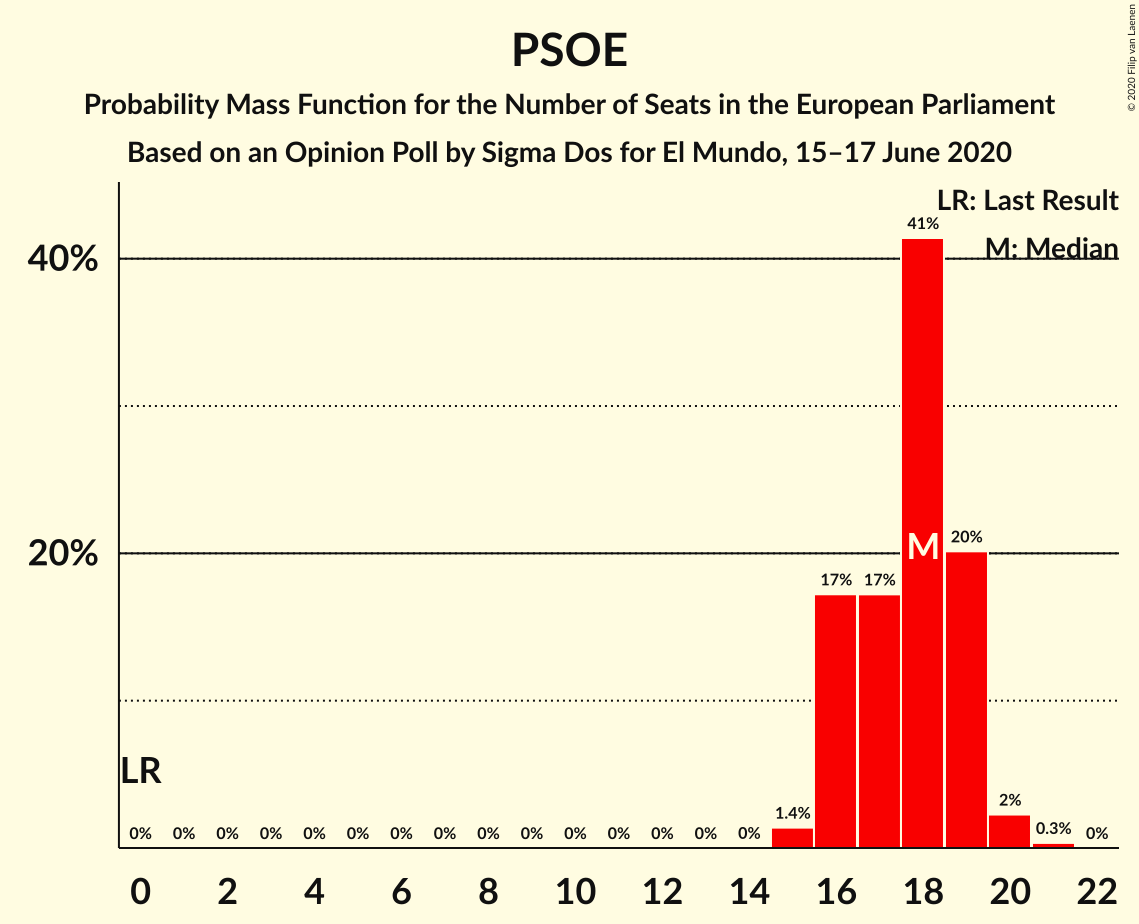 PSOE
Probability Mass Function for the Number of Seats in the European Parliament
Based on an Opinion Poll by Sigma Dos for El Mundo, 15–17 June 2020
© 2020 Filip van Laenen
LR: Last Result
M: Median
40%
20%
41%
M
20%
17%
17%
LR
0% 0% 0% 0% 0% 0% 0% 0% 0% 0% 0% 0% 0% 0% 0% 1.4% 2% 0.3% 0%
0 2 4 6 8 10 12 14 16 18 20 22